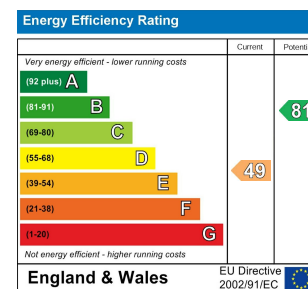 Energy Efficiency Rating
Current Potenti
Very energy efficient - lower running costs
(92 plus) A
(81-91) B
81
(69-80) C
(55-68) D
49
(39-54) E
(21-38) F
(1-20) G
Not energy efficient - higher running costs
England & Wales
EU Directive
2002/91/EC